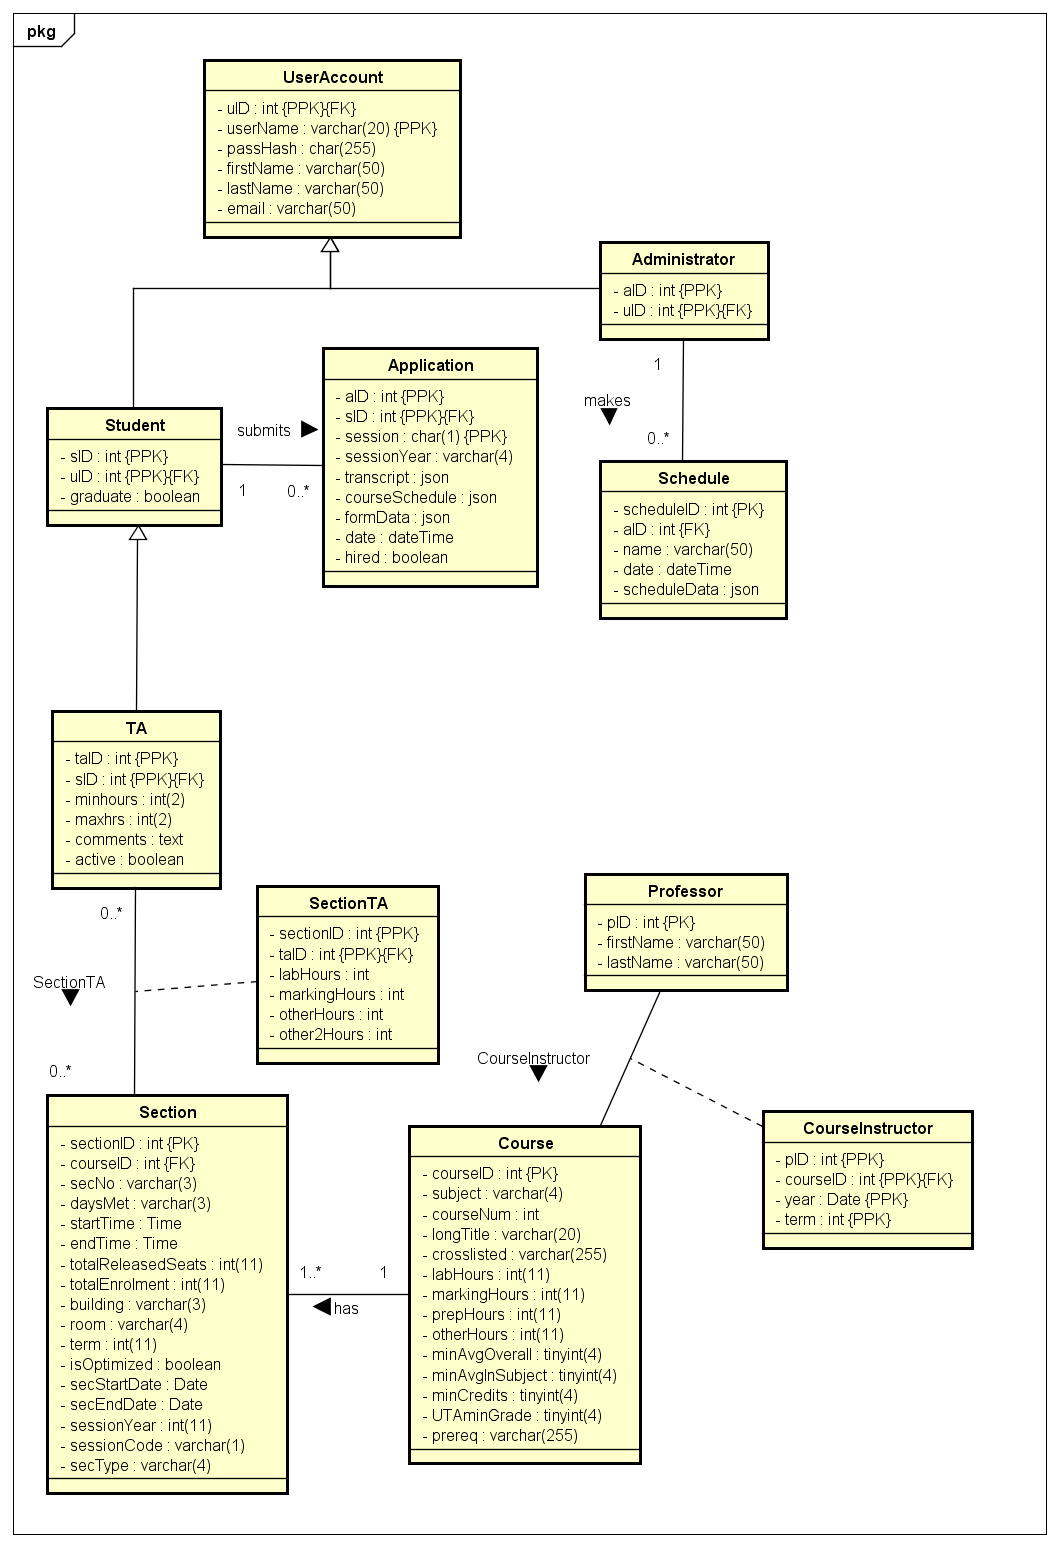 pkg
UserAccount
- uID : int {PPK}{FK}
- userName : varchar(20) {PPK}
- passHash : char(255)
- firstName : varchar(50)
- lastName : varchar(50)
- email : varchar(50)
Administrator
- aID : int {PPK}
- uID : int {PPK}{FK}
1
makes
0..*
Application
- aID : int {PPK}
- sID : int {PPK}{FK}
- session : char(1) {PPK}
- sessionYear : varchar(4)
- transcript : json
- courseSchedule : json
- formData : json
- date : dateTime
- hired : boolean
Student
- sID : int {PPK}
- uID : int {PPK}{FK}
- graduate : boolean
submits
1
0..*
Schedule
- scheduleID : int {PK}
- aID : int {FK}
- name : varchar(50)
- date : dateTime
- scheduleData : json
TA
- taID : int {PPK}
- sID : int {PPK}{FK}
- minhours : int(2)
- maxhrs : int(2)
- comments : text
- active : boolean
0..*
SectionTA
0..*
SectionTA
- sectionID : int {PPK}
- taID : int {PPK}{FK}
- labHours : int
- markingHours : int
- otherHours : int
- other2Hours : int
Professor
- pID : int {PK}
- firstName : varchar(50)
- lastName : varchar(50)
CourseInstructor
Section
- sectionID : int {PK}
- courseID : int {FK}
- secNo : varchar(3)
- daysMet : varchar(3)
- startTime : Time
- endTime : Time
- totalReleasedSeats : int(11)
- totalEnrolment : int(11)
- building : varchar(3)
- room : varchar(4)
- term : int(11)
- isOptimized : boolean
- secStartDate : Date
- secEndDate : Date
- sessionYear : int(11)
- sessionCode : varchar(1)
- secType : varchar(4)
1..*
1
has
Course
- courseID : int {PK}
- subject : varchar(4)
- courseNum : int
- longTitle : varchar(20)
- crosslisted : varchar(255)
- labHours : int(11)
- markingHours : int(11)
- prepHours : int(11)
- otherHours : int(11)
- minAvgOverall : tinyint(4)
- minAvgInSubject : tinyint(4)
- minCredits : tinyint(4)
- UTAminGrade : tinyint(4)
- prereq : varchar(255)
CourseInstructor
- pID : int {PPK}
- courseID : int {PPK}{FK}
- year : Date {PPK}
- term : int {PPK}